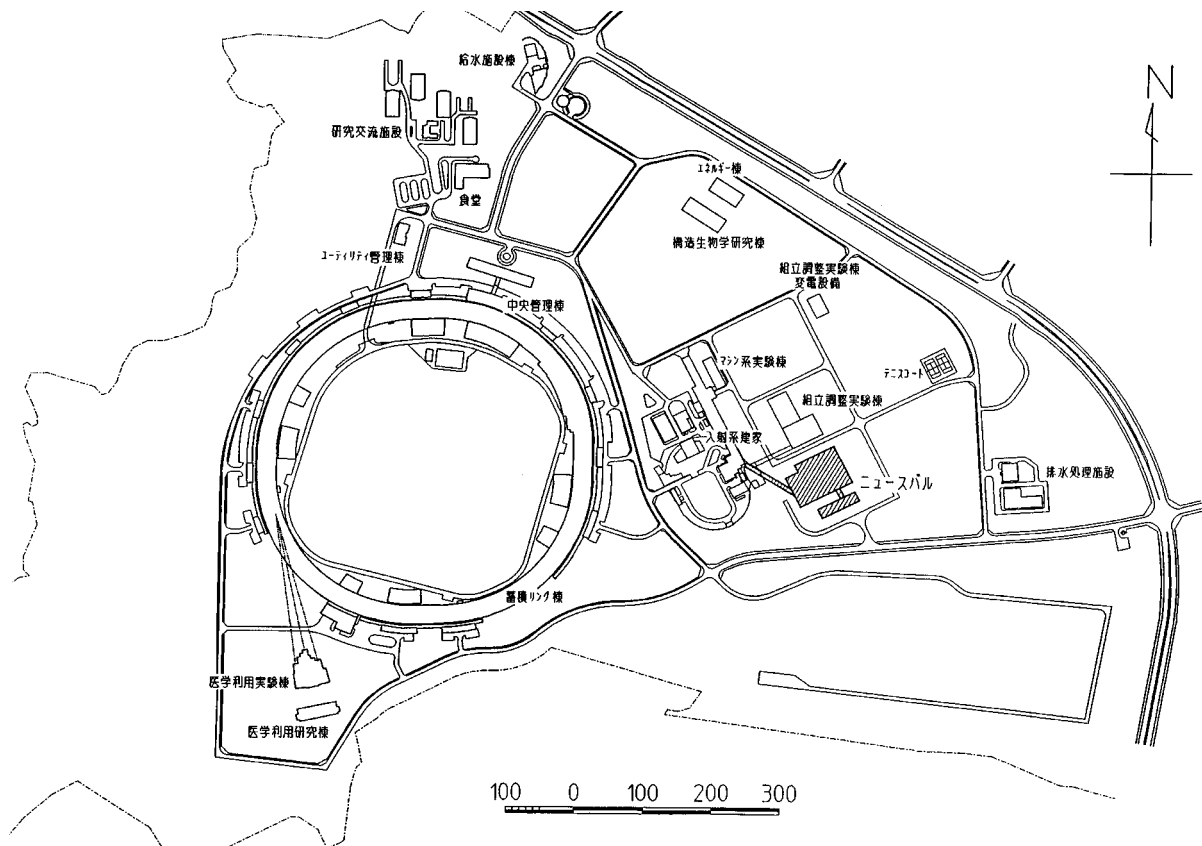 給水施設棟
N
研究交流施設
エネルギー棟
食堂
構造生物学研究棟
ユーティリティ管理棟
組立調整実験棟
変電設備
中央管理棟
マシン系実験棟
テニスコート
組立調整実験棟
入射系建家
排水処理施設
ニュースバル
蓄積リング棟
医学利用実験棟
医学利用研究棟
100 0 100 200 300